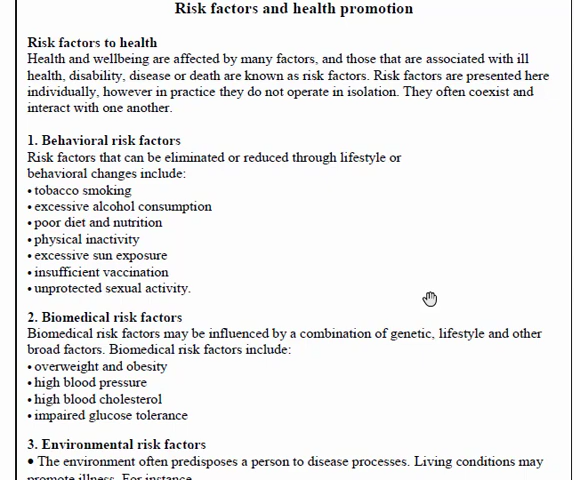 Risk factors and health promotion
Risk factors to health
Health and wellbeing are affected by many factors, and those that are associated with ill
health, disability, disease or death are known as risk factors. Risk factors are presented here
individually, however in practice they do not operate in isolation. They often coexist and
interact with one another.
1. Behavioral risk factors
Risk factors that can be eliminated or reduced through lifestyle or
behavioral changes include:
• tobacco smoking
• excessive alcohol consumption
• poor diet and nutrition
• physical inactivity
• excessive sun exposure
• insufficient vaccination
• unprotected sexual activity.
2. Biomedical risk factors
Biomedical risk factors may be influenced by a combination of genetic, lifestyle and other
broad factors. Biomedical risk factors include:
• overweight and obesity
• high blood pressure
• high blood cholesterol
• impaired glucose tolerance
3. Environmental risk factors
• The environment often predisposes a person to disease processes. Living conditions may
promote illness. For instance